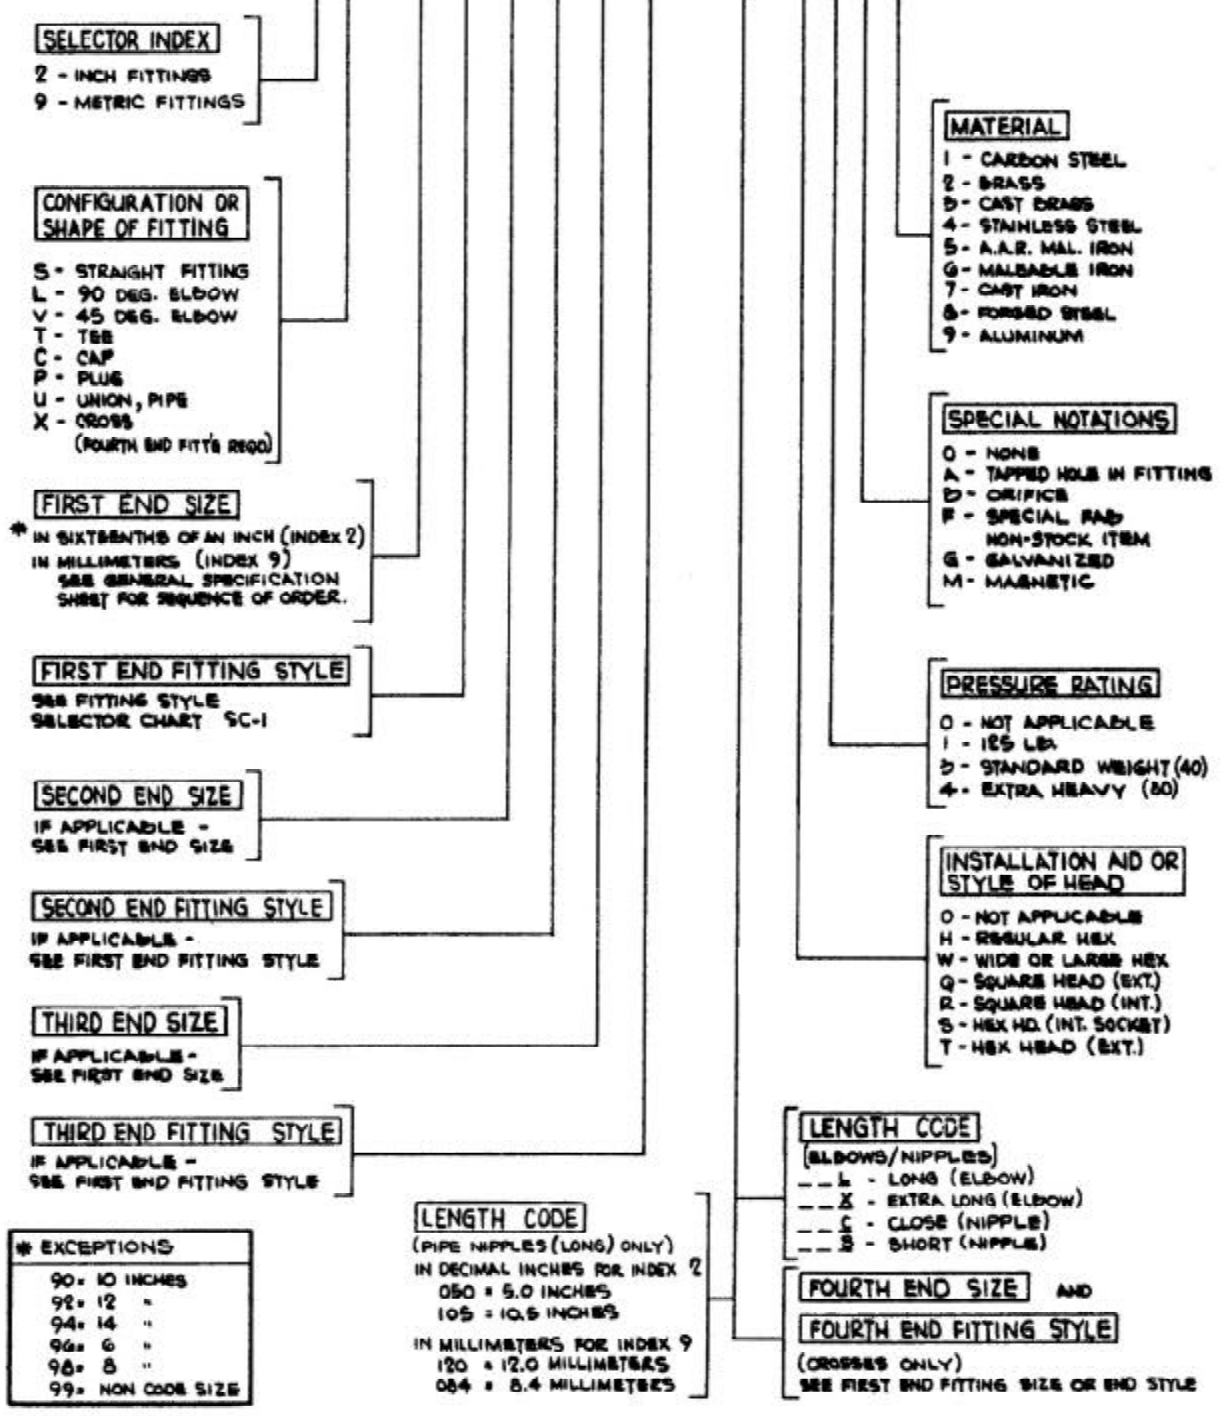 SELECTOR INDEX
2 - INCH FITTINGS
9 - METRIC FITTINGS
CONFIGURATION OR
SHAPE OF FITTING
S - STRAIGHT FITTING
L - 90 DEG. ELBOW
V - 45 DEG. ELBOW
T - TEE
C - CAP
P - PLUG
U - UNION, PIPE
X - CROSS
(FOURTH END FITT'G REQD)
FIRST END SIZE
* IN SIXTEENTHS OF AN INCH (INDEX 2)
IN MILLIMETERS (INDEX 9)
SEE GENERAL SPECIFICATION
SHEET FOR SEQUENCE OF ORDER.
FIRST END FITTING STYLE
SEE FITTING STYLE
SELECTOR CHART SC-1
SECOND END SIZE
IF APPLICABLE -
SEE FIRST END SIZE
SECOND END FITTING STYLE
IF APPLICABLE -
SEE FIRST END FITTING STYLE
THIRD END SIZE
IF APPLICABLE -
SEE FIRST END SIZE
THIRD END FITTING STYLE
IF APPLICABLE -
SEE FIRST END FITTING STYLE
* EXCEPTIONS
90 = 10 INCHES
92 = 12 "
94 = 14 "
96 = 6 "
98 = 8 "
99 = NON CODE SIZE
LENGTH CODE
(PIPE NIPPLES (LONG) ONLY)
IN DECIMAL INCHES FOR INDEX 2
050 = 5.0 INCHES
105 = 10.5 INCHES
IN MILLIMETERS FOR INDEX 9
120 = 12.0 MILLIMETERS
084 = 8.4 MILLIMETERS
MATERIAL
1 - CARBON STEEL
2 - BRASS
3 - CAST BRASS
4 - STAINLESS STEEL
5 - A.A.R. MAL. IRON
6 - MALEABLE IRON
7 - CAST IRON
8 - FORGED STEEL
9 - ALUMINUM
SPECIAL NOTATIONS
0 - NONE
A - TAPPED HOLE IN FITTING
B - ORIFICE
F - SPECIAL FAB
NON-STOCK ITEM
G - GALVANIZED
M - MAGNETIC
PRESSURE RATING
0 - NOT APPLICABLE
1 - 125 LB.
3 - STANDARD WEIGHT (40)
4 - EXTRA HEAVY (80)
INSTALLATION AID OR
STYLE OF HEAD
0 - NOT APPLICABLE
H - REGULAR HEX
W - WIDE OR LARGE HEX
Q - SQUARE HEAD (EXT.)
R - SQUARE HEAD (INT.)
S - HEX HD. (INT. SOCKET)
T - HEX HEAD (EXT.)
LENGTH CODE
(ELBOWS/NIPPLES)
_ _ L - LONG (ELBOW)
_ _ X - EXTRA LONG (ELBOW)
_ _ C - CLOSE (NIPPLE)
_ _ S - SHORT (NIPPLE)
FOURTH END SIZE AND
FOURTH END FITTING STYLE
(CROSSES ONLY)
SEE FIRST END FITTING SIZE OR END STYLE